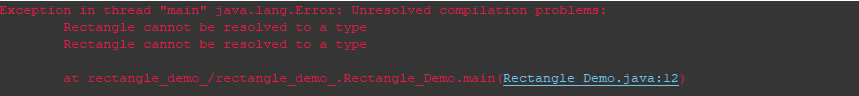 Exception in thread "main" java.lang.Error: Unresolved compilation problems:
Rectangle cannot be resolved to a type
Rectangle cannot be resolved to a type
at rectangle_demo_/rectangle_demo_.Rectangle_Demo.main(Rectangle_Demo.java:12)